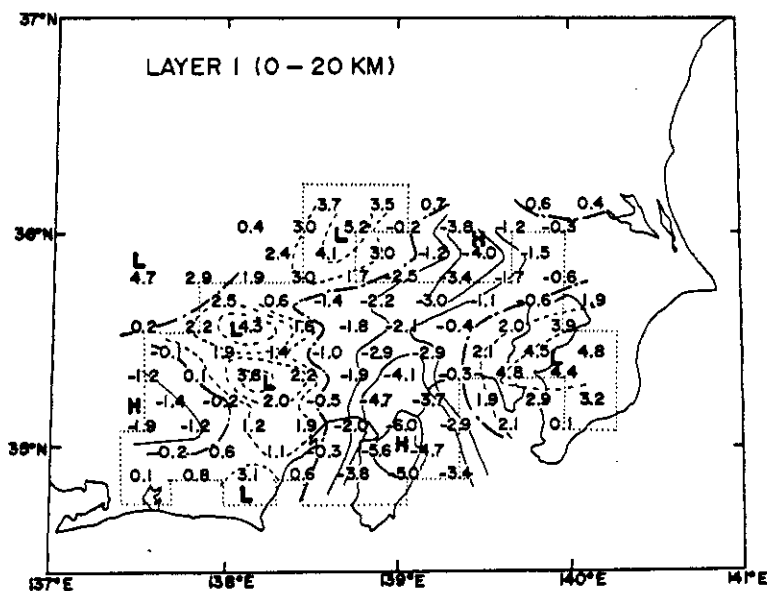 37°N
LAYER 1 (0 – 20 KM)
3.7 3.5 0.7 0.6 0.4
0.4 3.0 5.2 -0.2 -3.8 -1.2 -0.3
36°N
L H
2.4 4.1 3.0 -1.2 -4.0 -1.5
L
4.7 2.9 1.9 3.0 1.7 -2.5 -3.4 -1.7 -0.6
2.5 0.6 -1.4 -2.2 -3.0 -1.1 -0.6 1.9
0.2 2.2 L 4.3 1.6 -1.8 -2.1 -0.4 2.0 3.9
-0.1 1.9 1.4 -1.0 -2.9 -2.9 2.1 4.5 L 4.8
-1.2 0.1 3.8 L 2.2 -1.9 -4.1 -0.3 4.8 4.4
H -1.4 -0.2 2.0 -0.5 -4.7 -3.7 1.9 2.9 3.2
-1.9 -1.2 1.2 1.9 -2.0 -6.0 -2.9 2.1 0.1
35°N
-0.2 0.6 1.1 -0.3 -5.6 H -4.7
0.1 0.8 3.1 0.6 -3.8 -5.0 -3.4
L
137°E 138°E 139°E 140°E 141°E